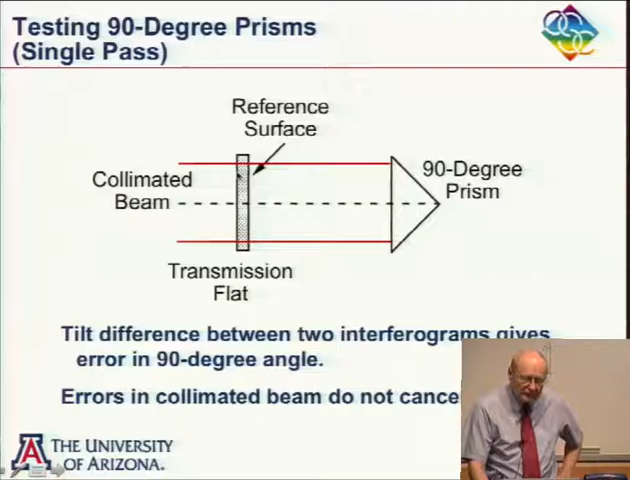 Testing 90-Degree Prisms
(Single Pass)
Reference
Surface
Collimated
Beam
90-Degree
Prism
Transmission
Flat
Tilt difference between two interferograms gives
error in 90-degree angle.
Errors in collimated beam do not
THE UNIVERSITY
OF ARIZONA.